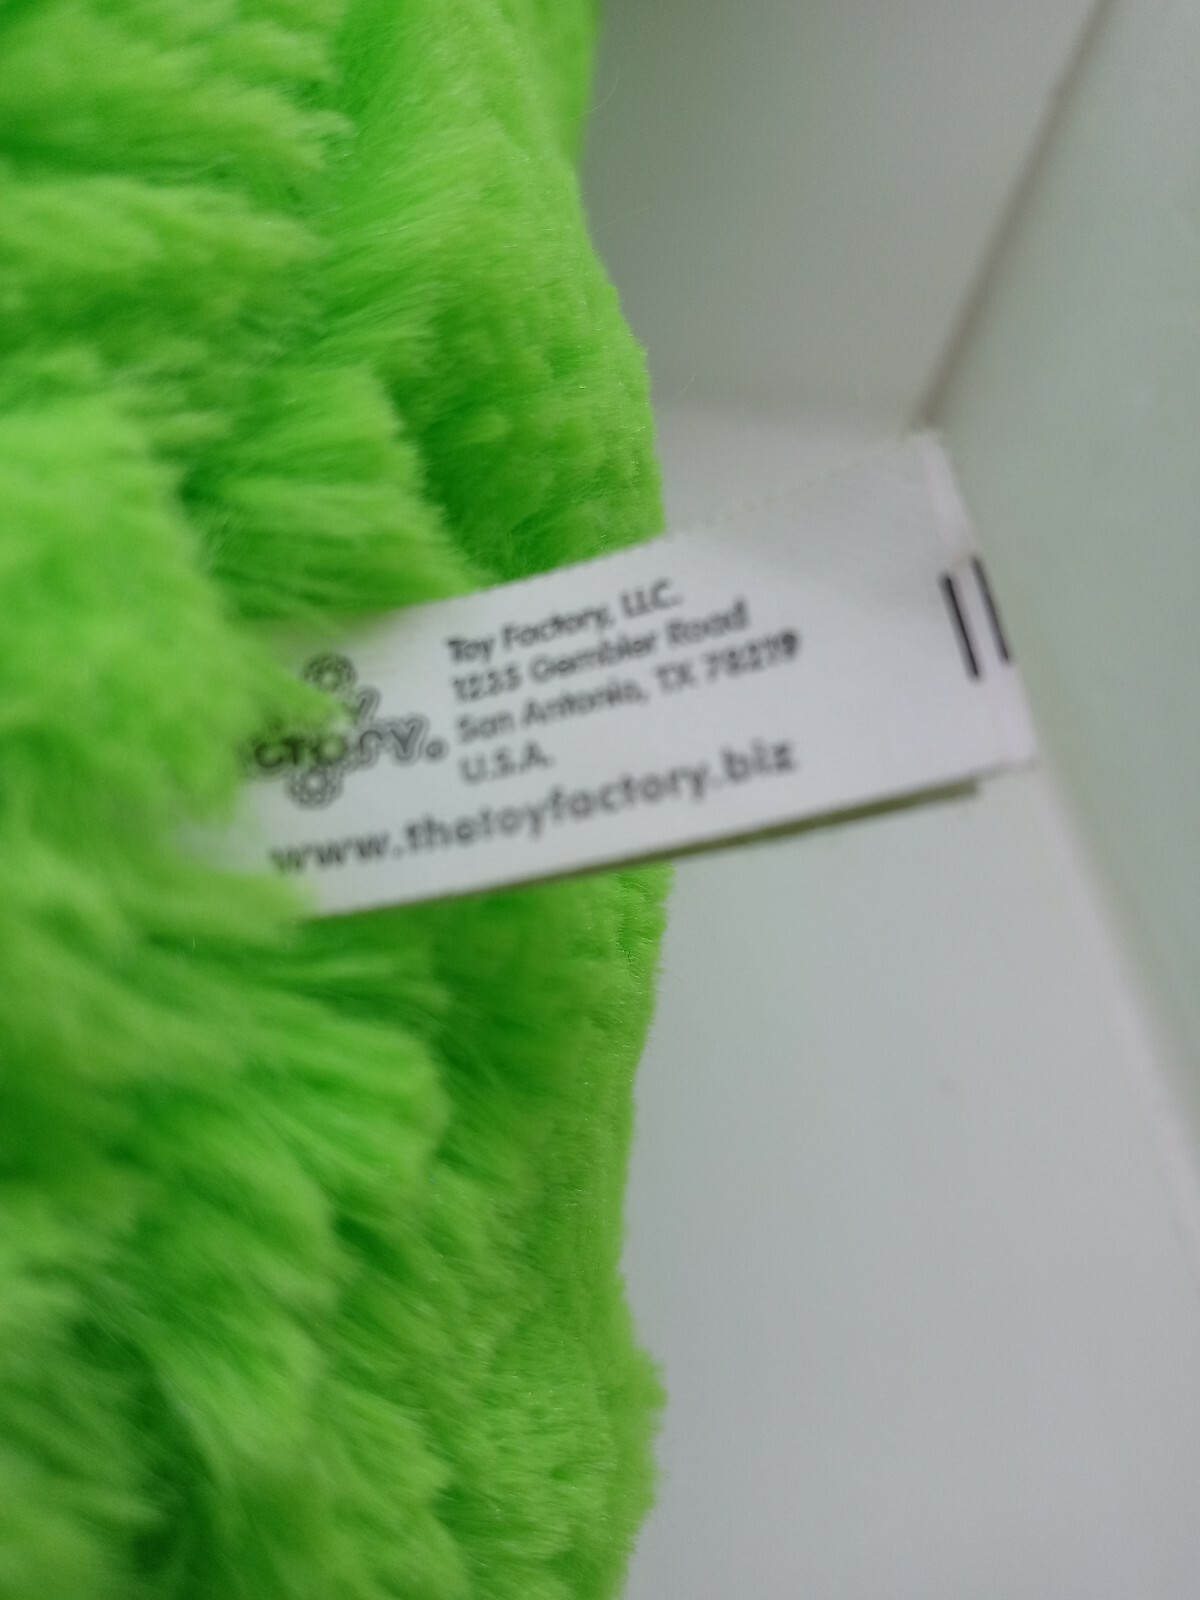 Toy Factory, LLC.
1235 Gembler Road
San Antonio, TX 78219
U.S.A.
www.thetoyfactory.biz